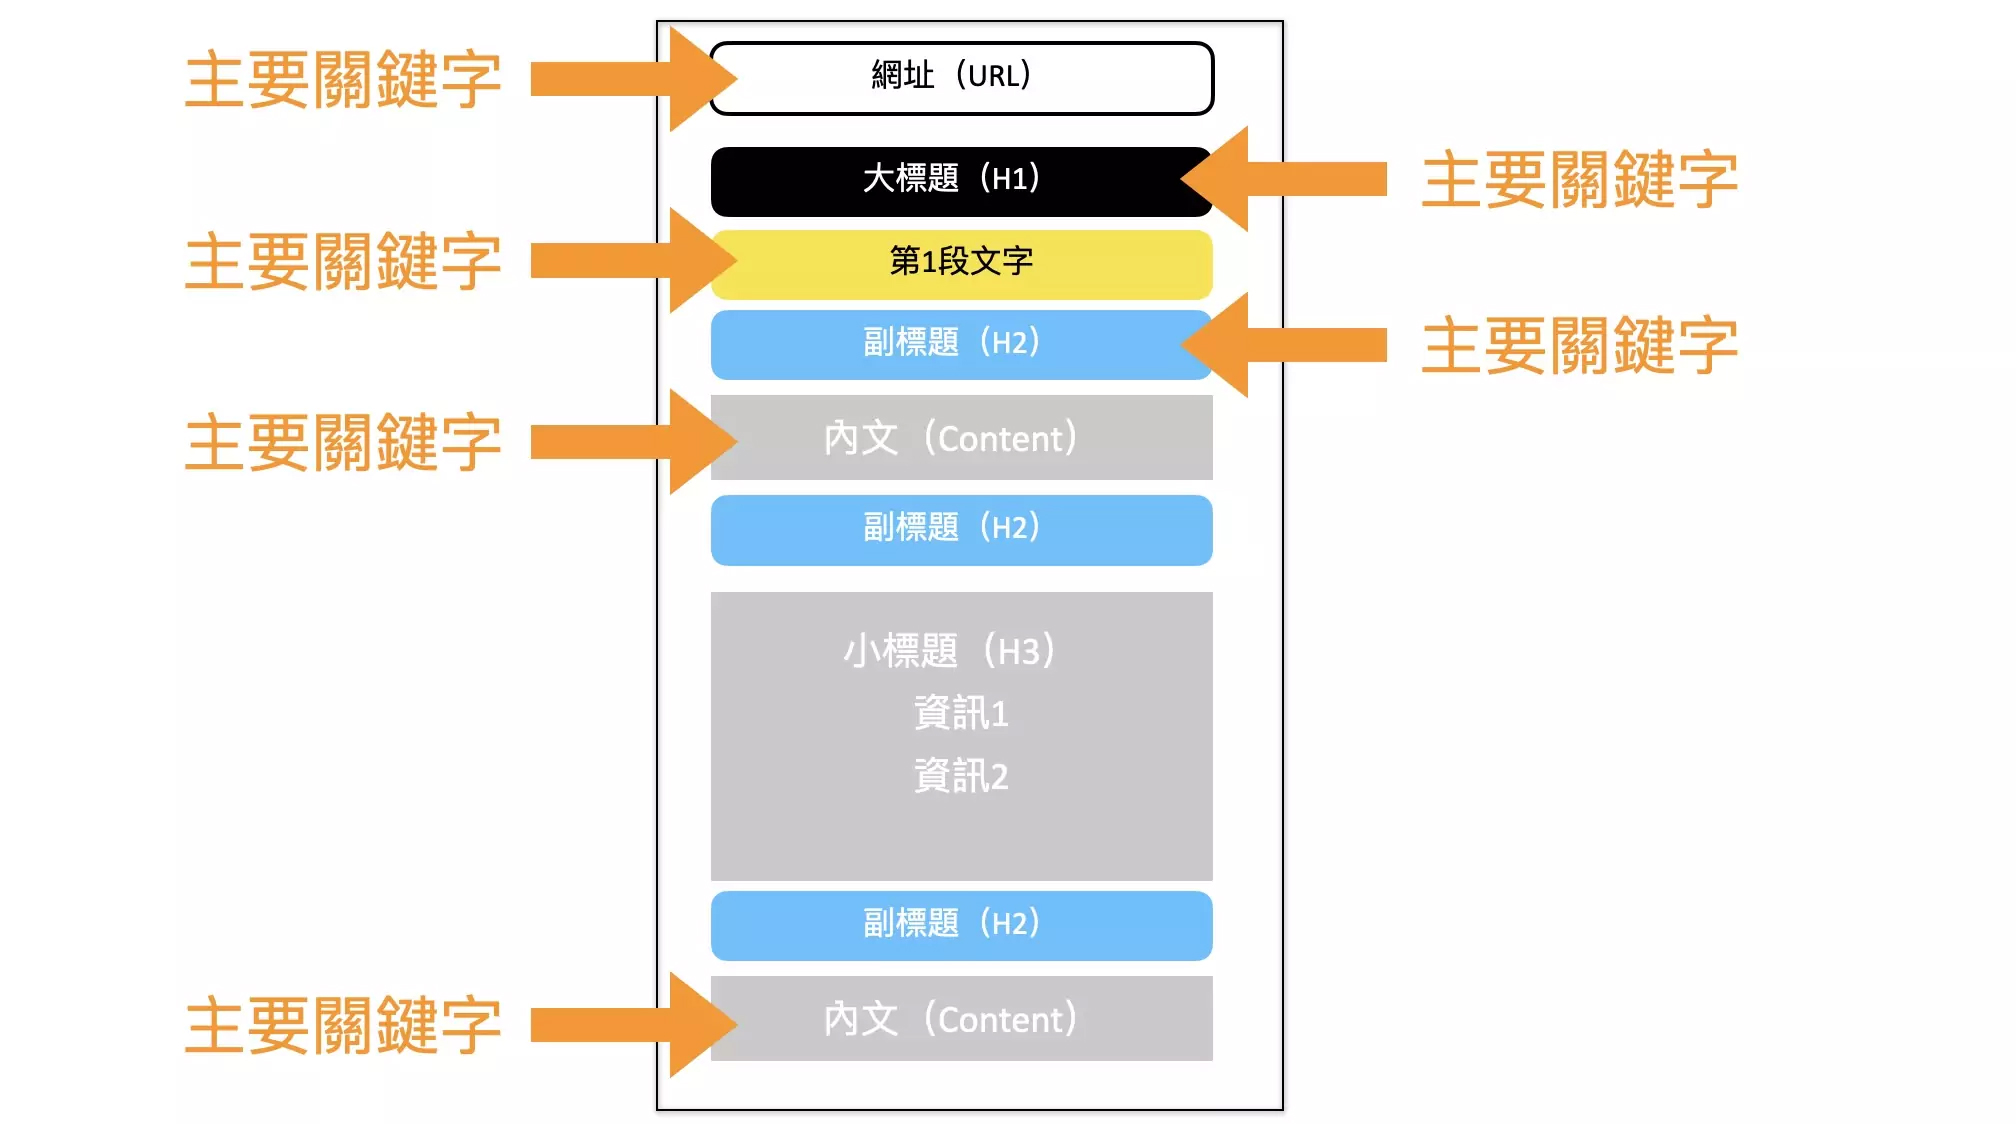 主要關鍵字
網址（URL）
大標題（H1）
主要關鍵字
主要關鍵字
第1段文字
副標題（H2）
主要關鍵字
主要關鍵字
內文（Content）
副標題（H2）
小標題（H3）
資訊1
資訊2
副標題（H2）
主要關鍵字
內文（Content）